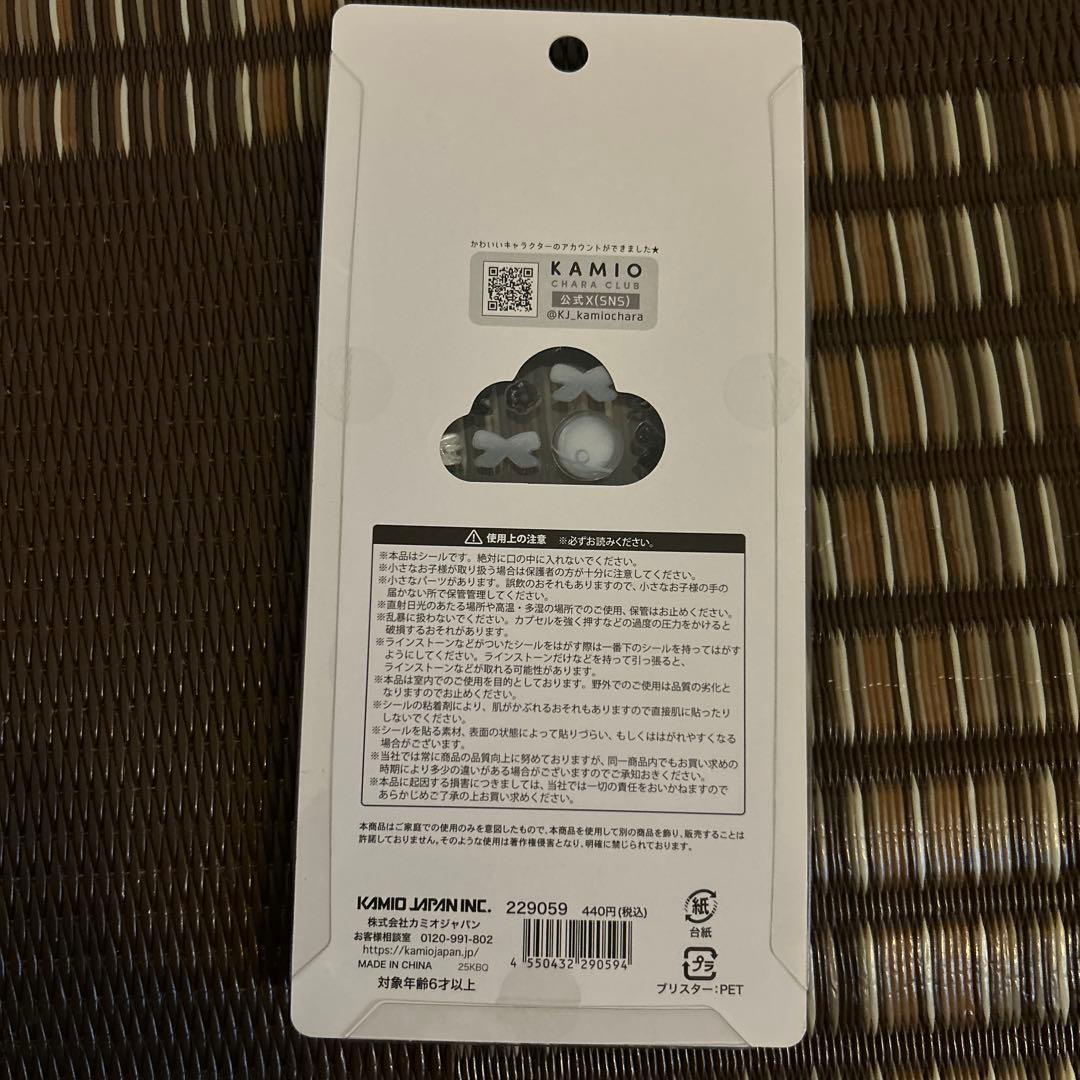 かわいいキャラクターのアカウントができました★
KAMIO
CHARA CLUB
公式X(SNS)
@KJ_kamiochara
使用上の注意 ※必ずお読みください。
※本品はシールです。絶対に口の中に入れないでください。
※小さなお子様が取り扱う場合は保護者の方が十分に注意してください。
※小さなパーツがあります。誤飲のおそれもありますので、小さなお子様の手の
届かない所で保管管理してください。
※直射日光のあたる場所や高温・多湿の場所でのご使用、保管はお止めください。
※乱暴に扱わないでください。カプセルを強く押すなどの過度の圧力をかけると
破損するおそれがあります。
※ラインストーンなどがついたシールをはがす際は一番下のシールを持ってはがす
ようにしてください。ラインストーンだけなどを持って引っ張ると、
ラインストーンなどが取れる可能性があります。
※本品は室内でのご使用を目的としております。野外でのご使用は品質の劣化と
なりますのでお止めください。
※シールの粘着剤により、肌がかぶれるおそれもありますので直接肌に貼ったり
しないでください。
※シールを貼る素材、表面の状態によって貼りづらい、もしくははがれやすくなる
場合がございます。
※当社では常に商品の品質向上に努めておりますが、同一商品内でもお買い求めの
時期により多少の違いがある場合がございますのでご承知おきください。
※本品に起因する損害につきましては、当社では一切の責任をおいかねますので
あらかじめご了承の上お買い求めください。
本商品はご家庭での使用のみを意図したもので、本商品を使用して別の商品を飾り、販売することは
許諾しておりません。そのような使用は著作権侵害となり、明確に禁じられております。
KAMIO JAPAN INC. 229059 440円(税込)
株式会社カミオジャパン
お客様相談室 0120-991-802
https://kamiojapan.jp/
MADE IN CHINA 25KBQ
対象年齢6才以上
4 550432 290594
紙
台紙
プラ
ブリスター:PET